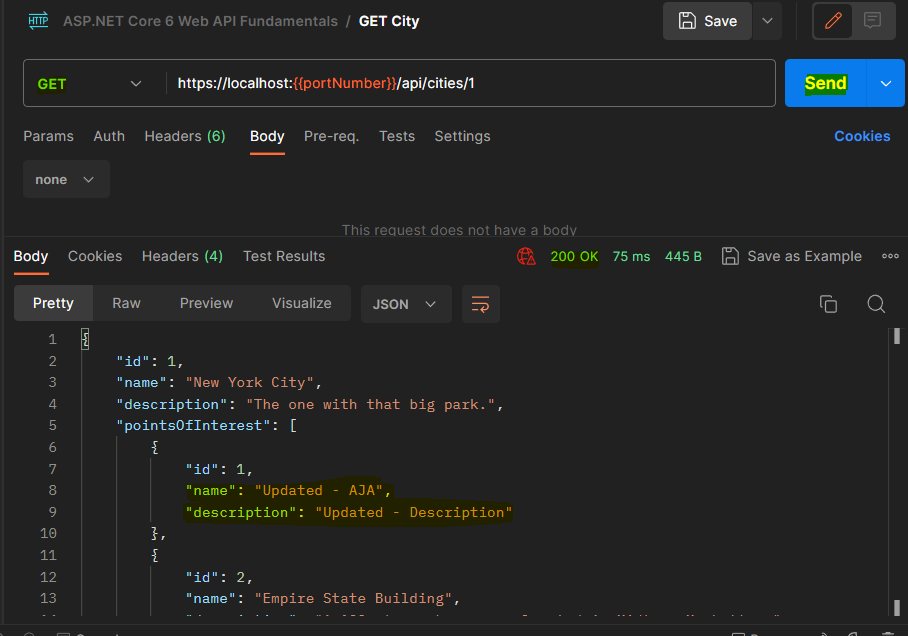 HTTP ASP.NET Core 6 Web API Fundamentals / GET City Save
GET https://localhost:{{portNumber}}/api/cities/1 Send
Params Auth Headers (6) Body Pre-req. Tests Settings Cookies
none
This request does not have a body
Body Cookies Headers (4) Test Results 200 OK 75 ms 445 B Save as Example
Pretty Raw Preview Visualize JSON
1 {
2 "id": 1,
3 "name": "New York City",
4 "description": "The one with that big park.",
5 "pointsOfInterest": [
6 {
7 "id": 1,
8 "name": "Updated - AJA",
9 "description": "Updated - Description"
10 },
11 {
12 "id": 2,
13 "name": "Empire State Building",